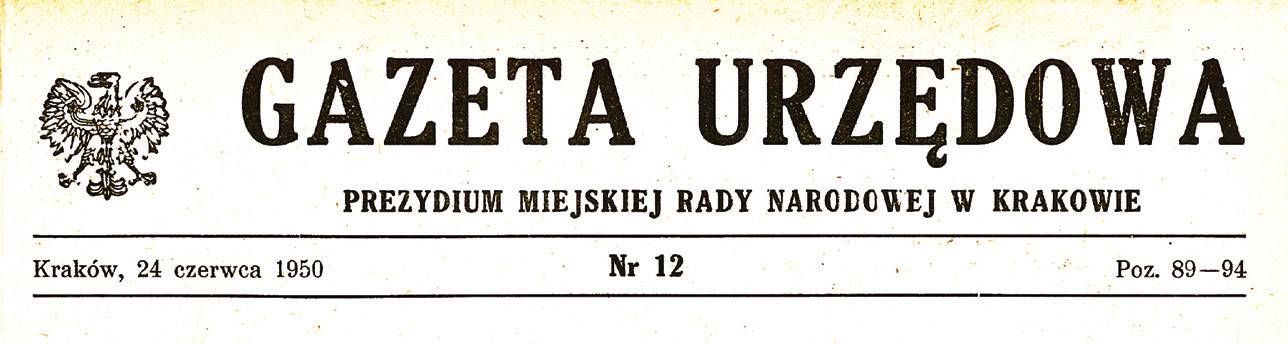 GAZETA URZĘDOWA
PREZYDIUM MIEJSKIEJ RADY NARODOWEJ W KRAKOWIE
Kraków, 24 czerwca 1950 Nr 12 Poz. 89—94